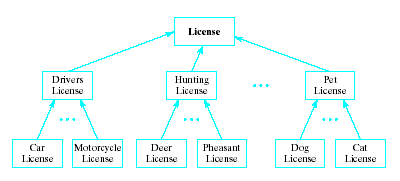 License
Drivers
License
Hunting
License
Pet
License
Car
License
Motorcycle
License
Deer
License
Pheasant
License
Dog
License
Cat
License